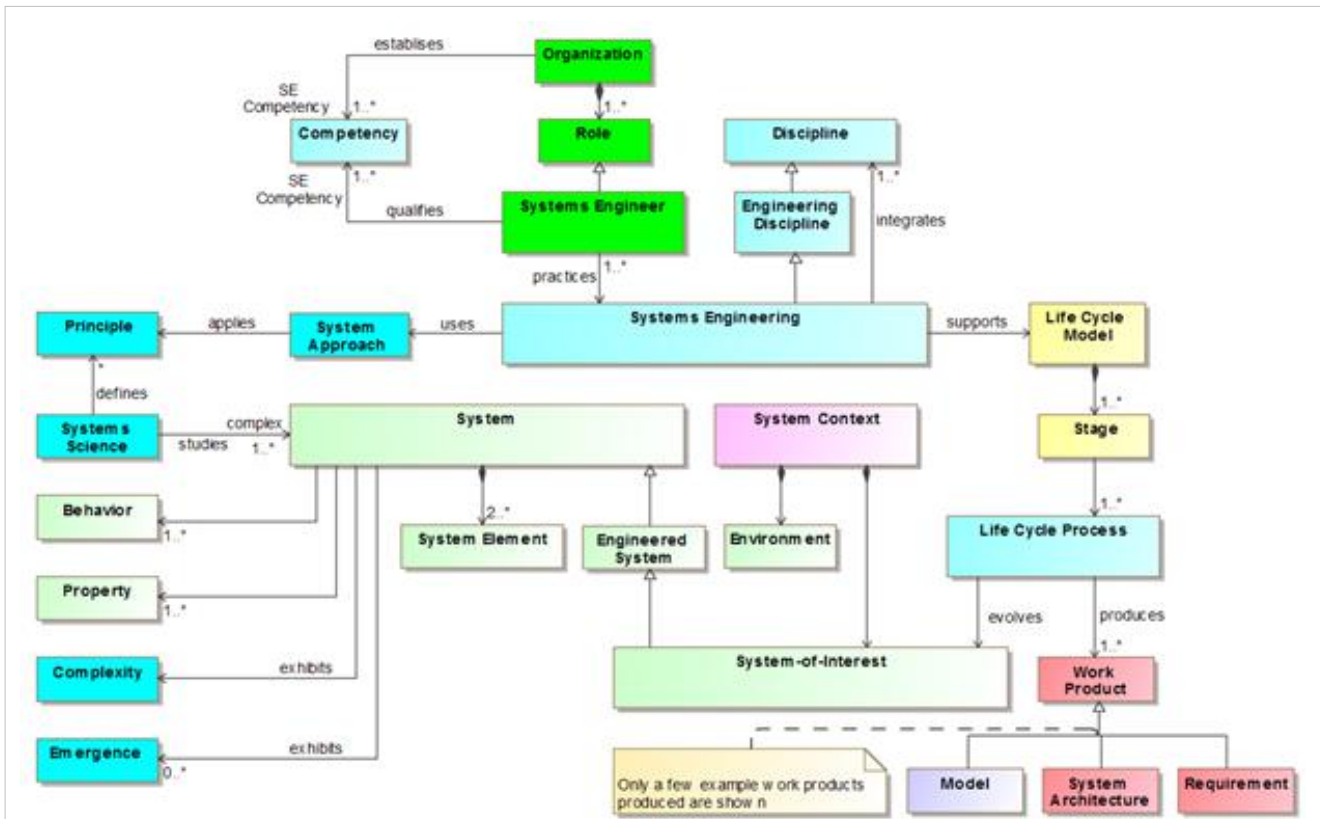 establises
Organization
SE
Competency
1..*
1..*
Competency
Role
Discipline
1..*
SE
Competency
1..*
qualifies
Systems Engineer
Engineering
Discipline
integrates
practices
1..*
Principle
applies
System
Approach
uses
Systems Engineering
supports
Life Cycle
Model
*
defines
1..*
Systems
Science
studies
complex
1..*
System
System Context
Stage
Behavior
1..*
2..*
System Element
Engineered
System
Environment
1..*
Life Cycle Process
Property
1..*
evolves
produces
1..*
Complexity
exhibits
System-of-Interest
Work
Product
Emergence
0..*
exhibits
Only a few example work products
produced are shown
Model
System
Architecture
Requirement